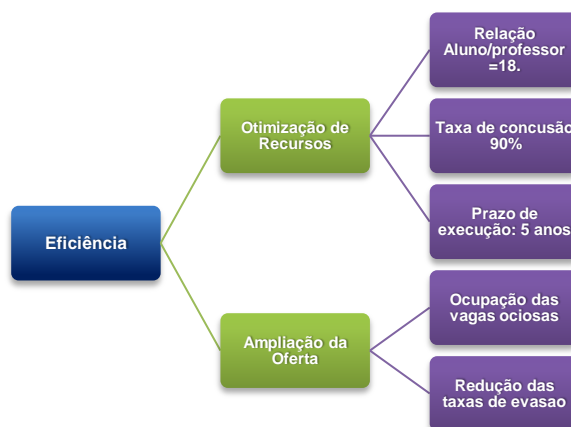 Relação
Aluno/professor
=18.
Otimização de
Recursos
Taxa de concusão
90%
Prazo de
execução: 5 anos
Eficiência
Ocupação das
vagas ociosas
Ampliação da
Oferta
Redução das
taxas de evasao